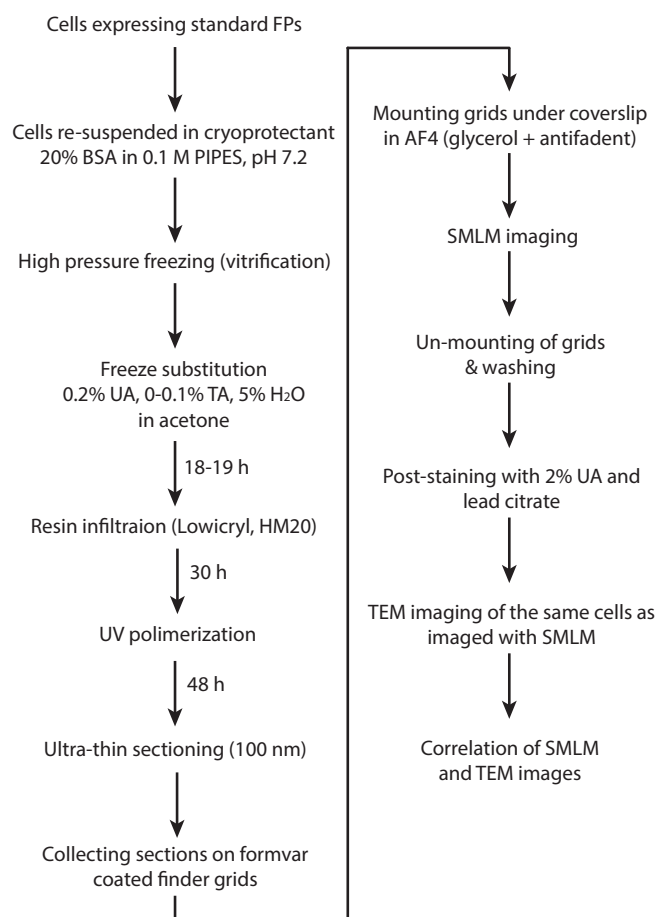 Cells expressing standard FPs
Cells re-suspended in cryoprotectant
20% BSA in 0.1 M PIPES, pH 7.2
High pressure freezing (vitrification)
Freeze substitution
0.2% UA, 0-0.1% TA, 5% H₂O
in acetone
18-19 h
Resin infiltraion (Lowicryl, HM20)
30 h
UV polimerization
48 h
Ultra-thin sectioning (100 nm)
Collecting sections on formvar
coated finder grids
Mounting grids under coverslip
in AF4 (glycerol + antifadent)
SMLM imaging
Un-mounting of grids
& washing
Post-staining with 2% UA and
lead citrate
TEM imaging of the same cells as
imaged with SMLM
Correlation of SMLM
and TEM images